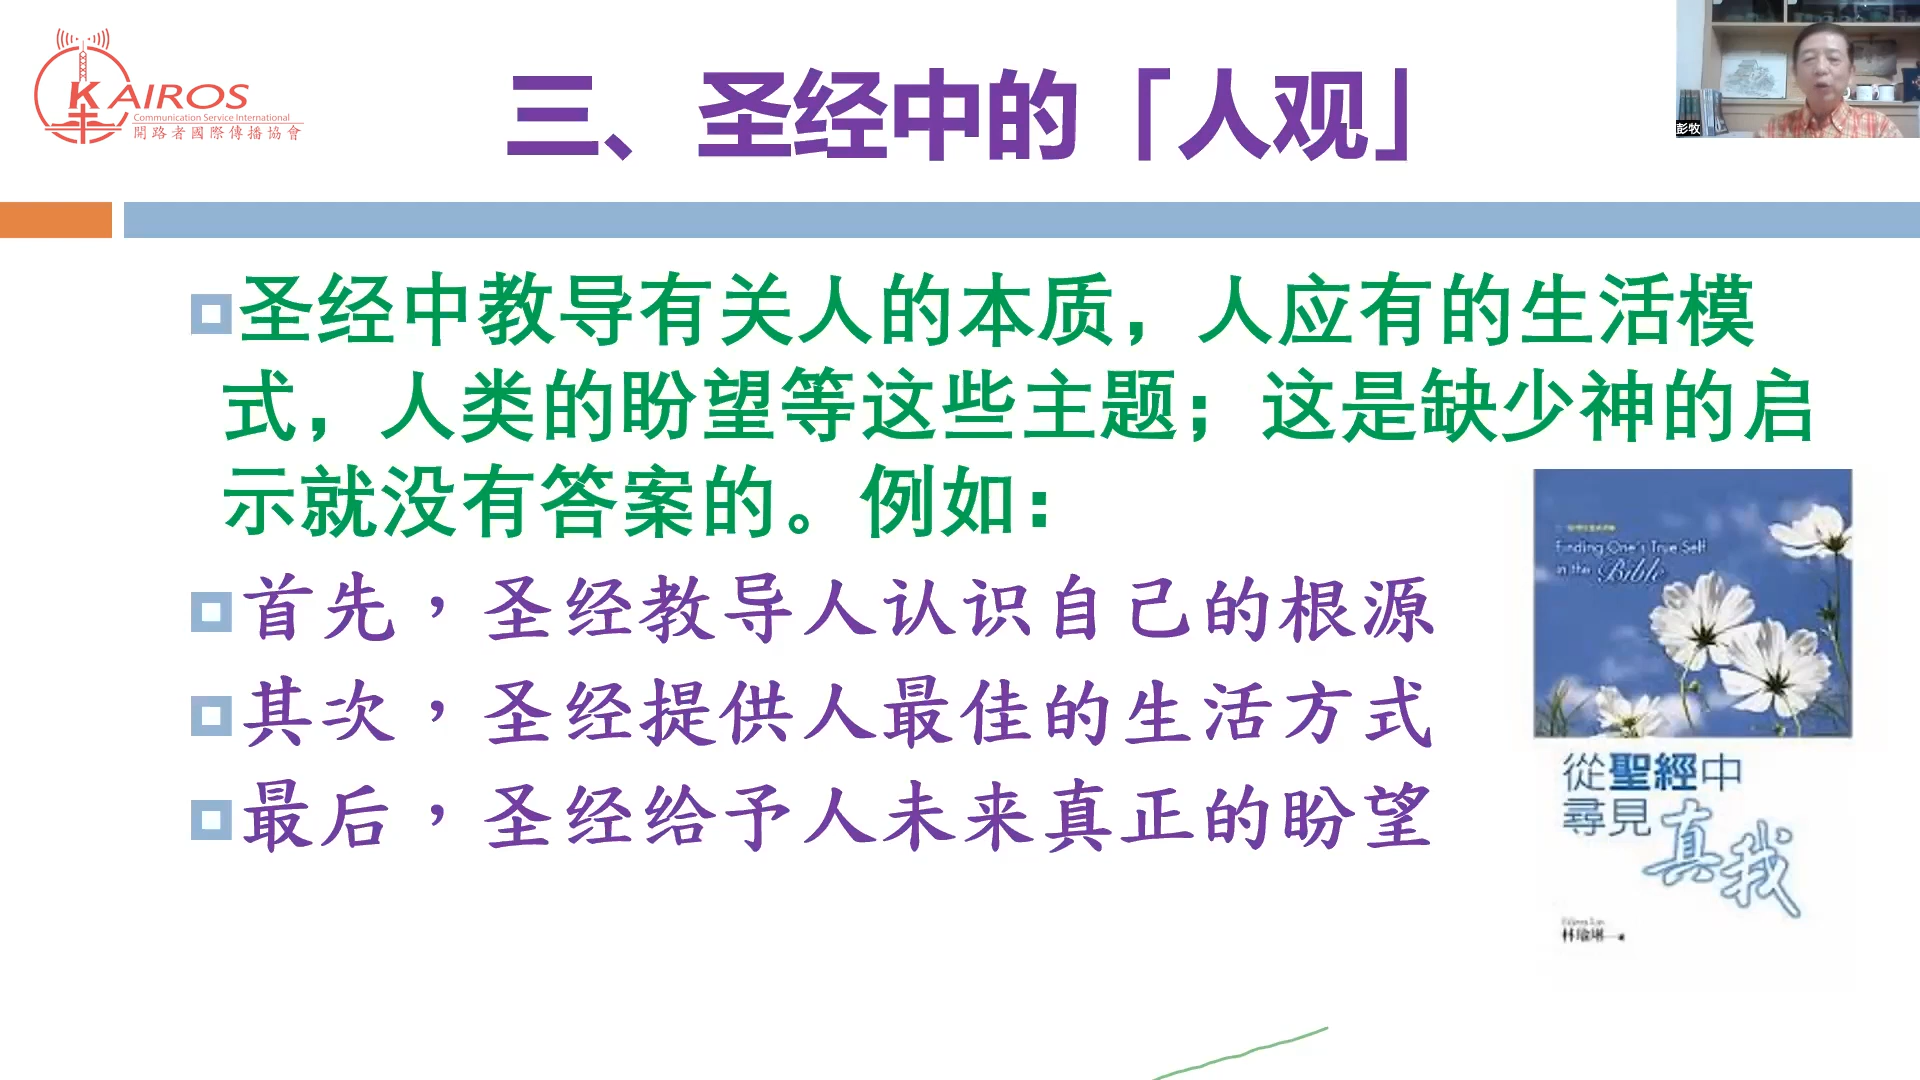 KAIROS
Communication Service International
開路者國際傳播協會
三、圣经中的「人观」
彭牧
圣经中教导有关人的本质，人应有的生活模
式，人类的盼望等这些主题；这是缺少神的启
示就没有答案的。例如：
首先，圣经教导人认识自己的根源
其次，圣经提供人最佳的生活方式
最后，圣经给予人未来真正的盼望
Finding One's True Self
in the Bible
從聖經中
尋見真我
林瑜琳